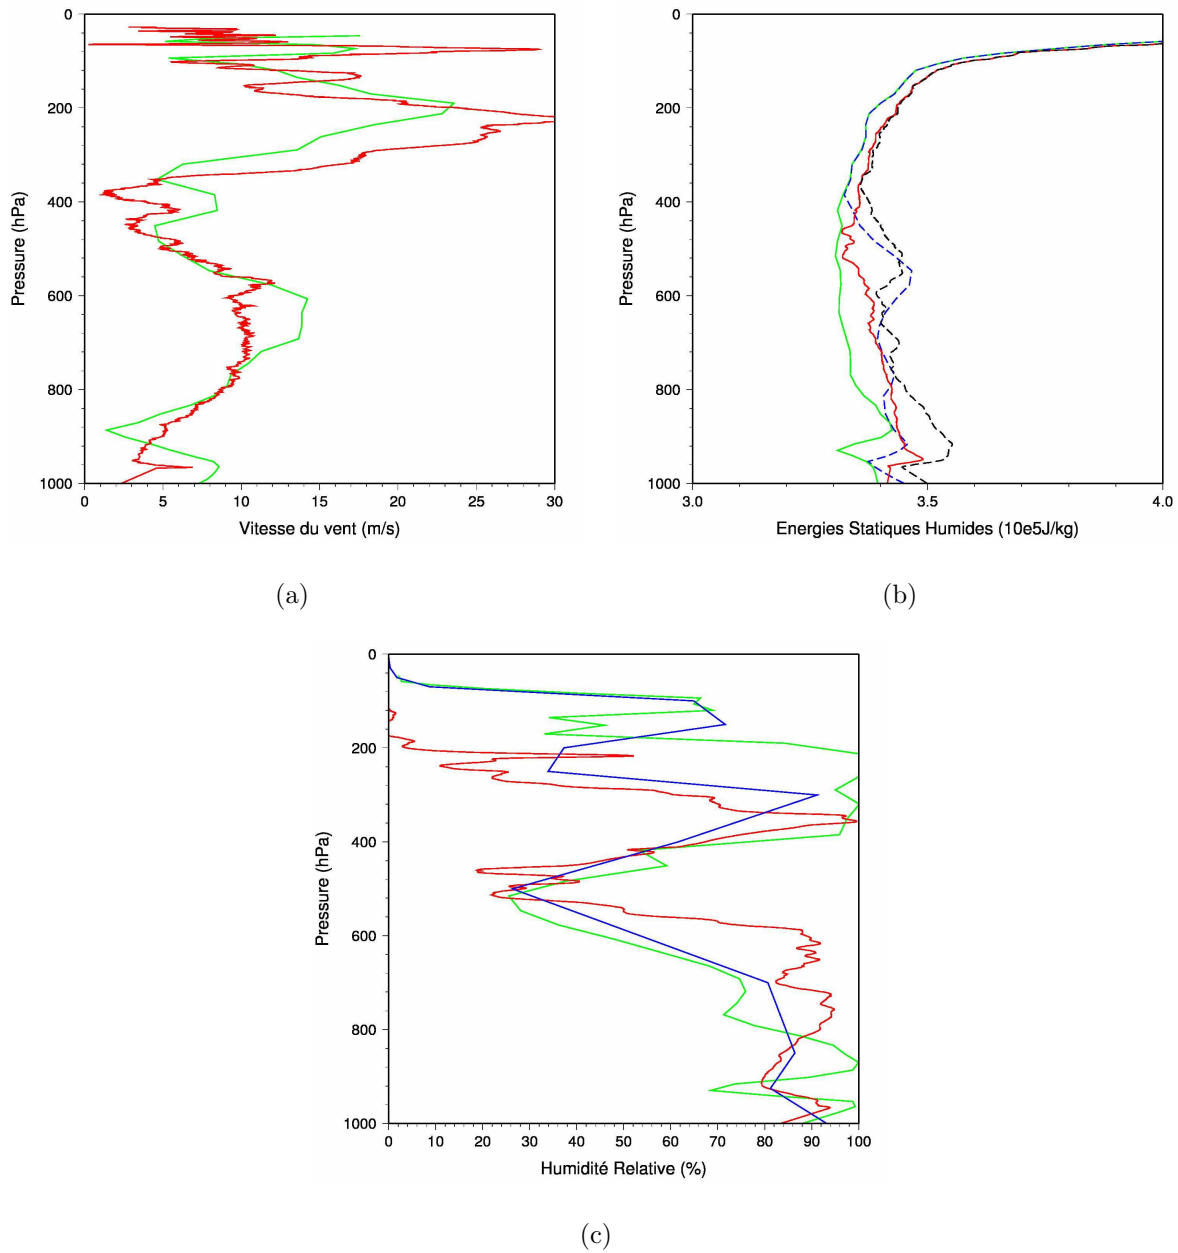 0
200
400
600
800
1000
Pressure (hPa)
0 5 10 15 20 25 30
Vitesse du vent (m/s)
(a)
0
200
400
600
800
1000
Pressure (hPa)
3.0 3.5 4.0
Energies Statiques Humides (10e5J/kg)
(b)
0
200
400
600
800
1000
Pressure (hPa)
0 10 20 30 40 50 60 70 80 90 100
Humidité Relative (%)
(c)